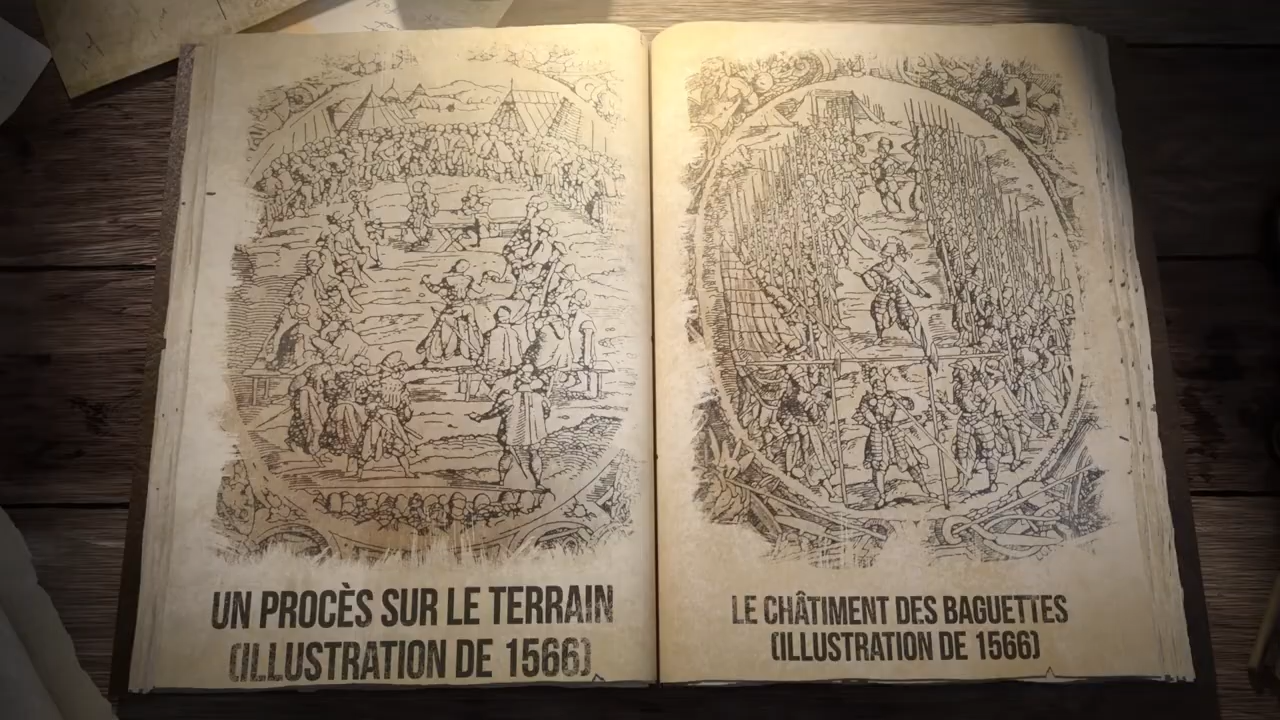 UN PROCÈS SUR LE TERRAIN
(ILLUSTRATION DE 1566)
LE CHÂTIMENT DES BAGUETTES
(ILLUSTRATION DE 1566)